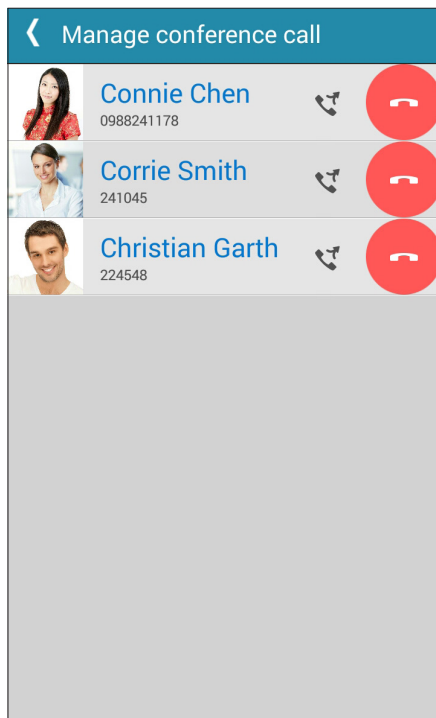 Manage conference call
Connie Chen
0988241178
Corrie Smith
241045
Christian Garth
224548